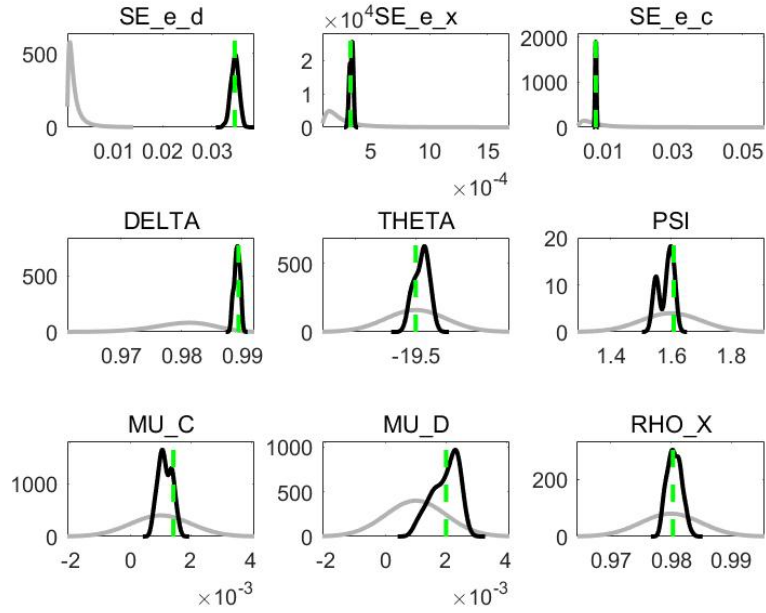 SE_e_d
×10⁴ SE_e_x
SE_e_c
500
0
0.01 0.02 0.03
2
1
0
5 10 15
×10⁻⁴
2000
1000
0
0.01 0.03 0.05
DELTA
THETA
PSI
500
0
0.97 0.98 0.99
500
0
-19.5
20
15
10
5
0
1.4 1.6 1.8
MU_C
MU_D
RHO_X
1000
0
-2 0 2 4
×10⁻³
1000
500
0
-2 0 2 4
×10⁻³
200
0
0.97 0.98 0.99